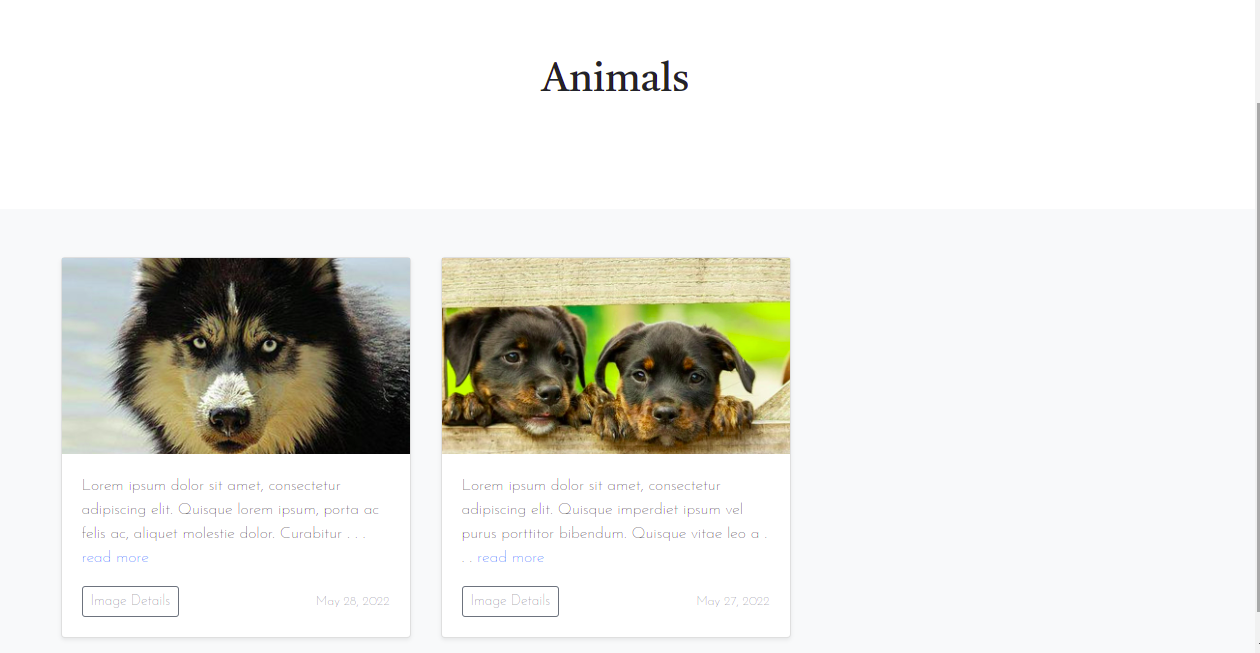 Animals
Lorem ipsum dolor sit amet, consectetur
adipiscing elit. Quisque lorem ipsum, porta ac
felis ac, aliquet molestie dolor. Curabitur . . .
read more
Image Details
May 28, 2022
Lorem ipsum dolor sit amet, consectetur
adipiscing elit. Quisque imperdiet ipsum vel
purus porttitor bibendum. Quisque vitae leo a .
. . read more
Image Details
May 27, 2022